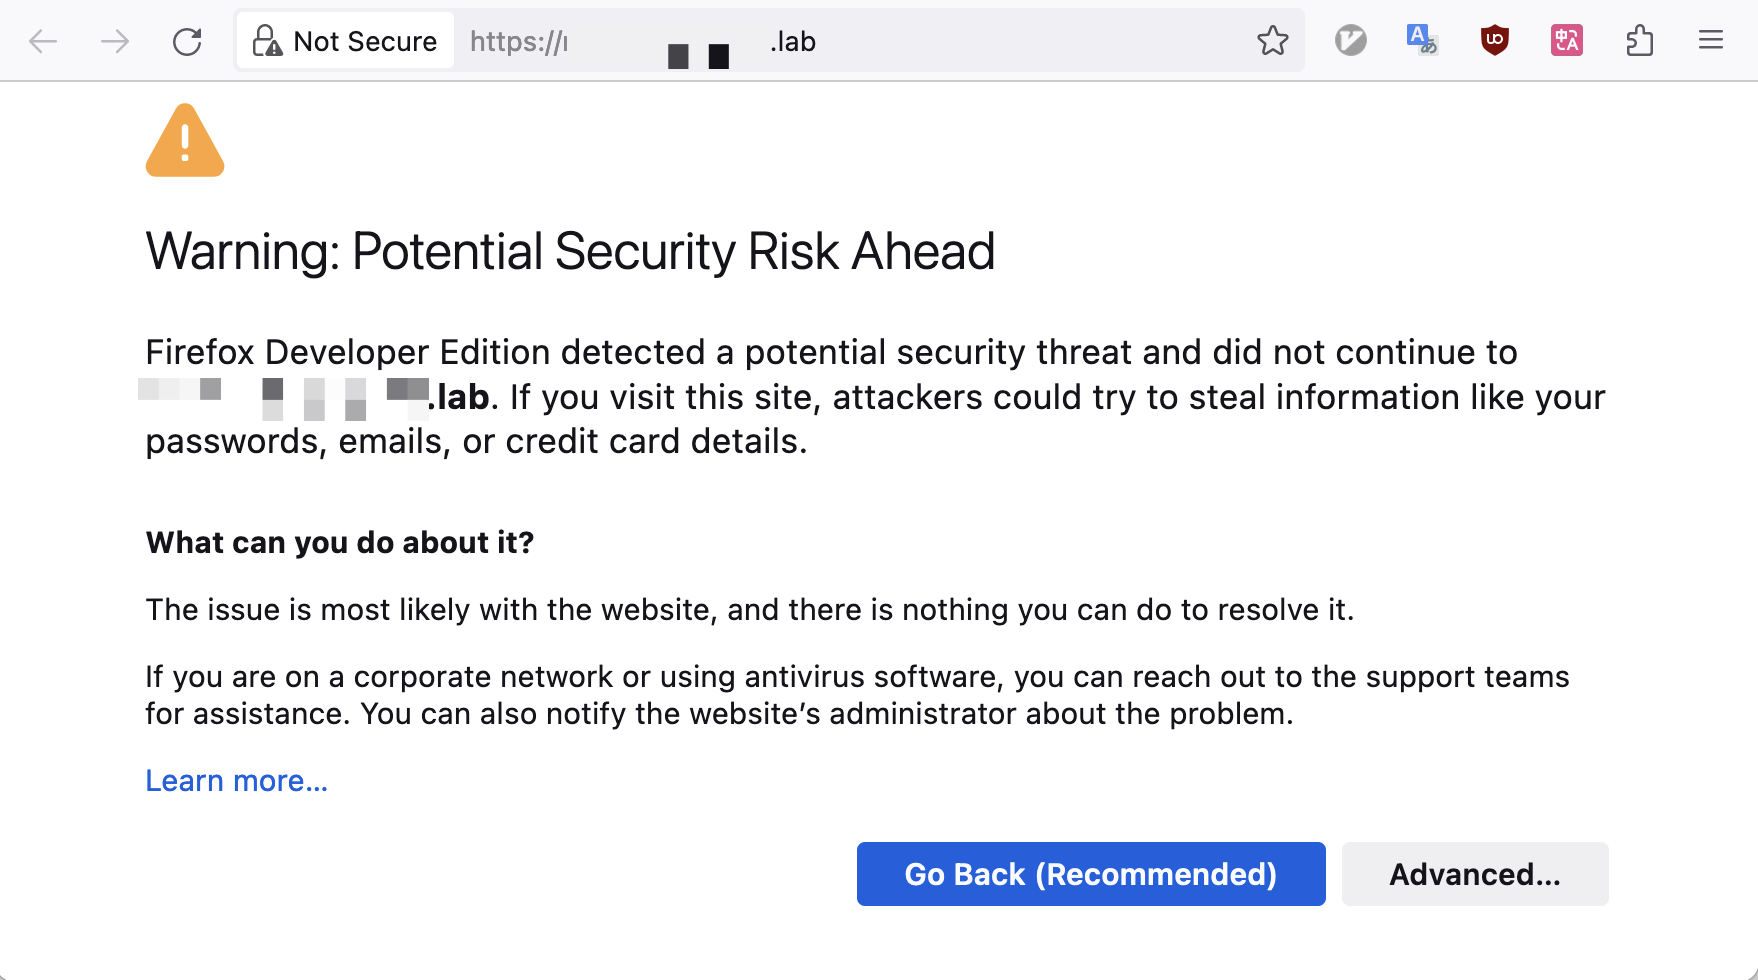 Not Secure https:// .lab
Warning: Potential Security Risk Ahead
Firefox Developer Edition detected a potential security threat and did not continue to
.lab. If you visit this site, attackers could try to steal information like your
passwords, emails, or credit card details.
What can you do about it?
The issue is most likely with the website, and there is nothing you can do to resolve it.
If you are on a corporate network or using antivirus software, you can reach out to the support teams
for assistance. You can also notify the website’s administrator about the problem.
Learn more…
Go Back (Recommended) Advanced…